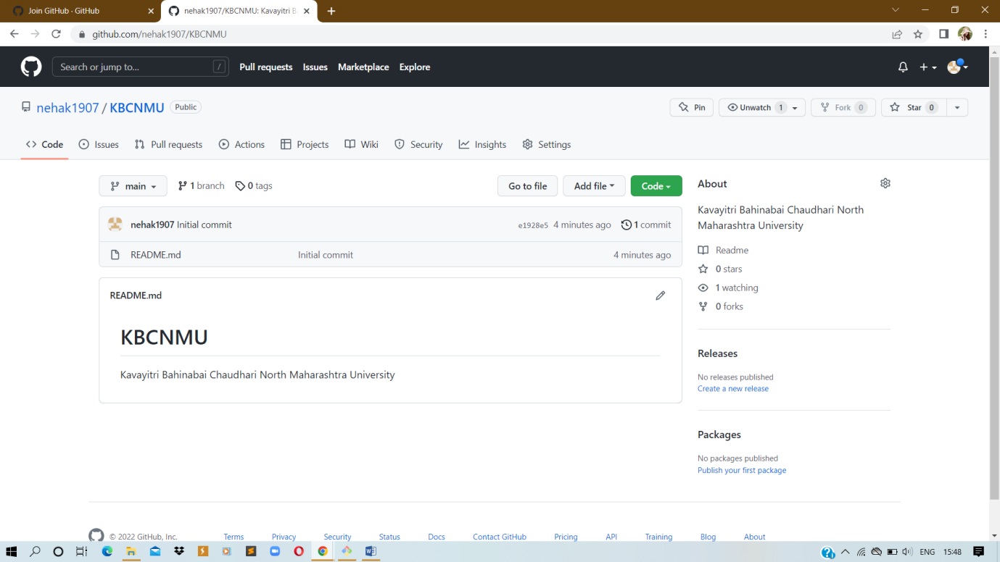 Join GitHub · GitHub
nehak1907/KBCNMU: Kavayitri B
github.com/nehak1907/KBCNMU
Search or jump to... / Pull requests Issues Marketplace Explore
nehak1907 / KBCNMU Public Pin Unwatch 1 Fork 0 Star 0
Code Issues Pull requests Actions Projects Wiki Security Insights Settings
main 1 branch 0 tags Go to file Add file Code
nehak1907 Initial commit e1928e5 4 minutes ago 1 commit
README.md Initial commit 4 minutes ago
README.md
KBCNMU
Kavayitri Bahinabai Chaudhari North Maharashtra University
About
Kavayitri Bahinabai Chaudhari North
Maharashtra University
Readme
0 stars
1 watching
0 forks
Releases
No releases published
Create a new release
Packages
No packages published
Publish your first package
© 2022 GitHub, Inc. Terms Privacy Security Status Docs Contact GitHub Pricing API Training Blog About
ENG 15:48